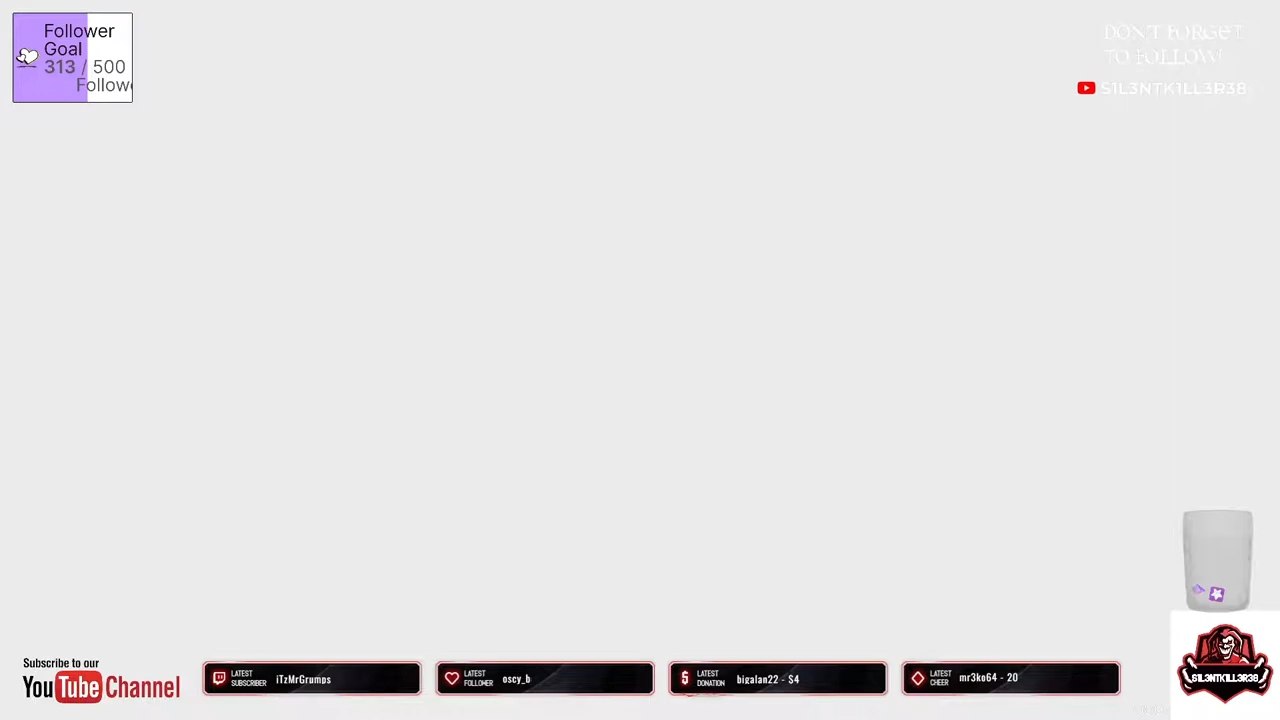 Follower
Goal
313 / 500
Followe
DON'T FORGET
TO FOLLOW!
S1L3NTK1LL3R38
Subscribe to our
YouTube Channel
LATEST
SUBSCRIBER
iTzMrGrumps
LATEST
FOLLOWER
oscy_b
LATEST
DONATION
bigalan22 - $4
LATEST
CHEER
mr3ko64 - 20
S1L3NTK1LL3R38